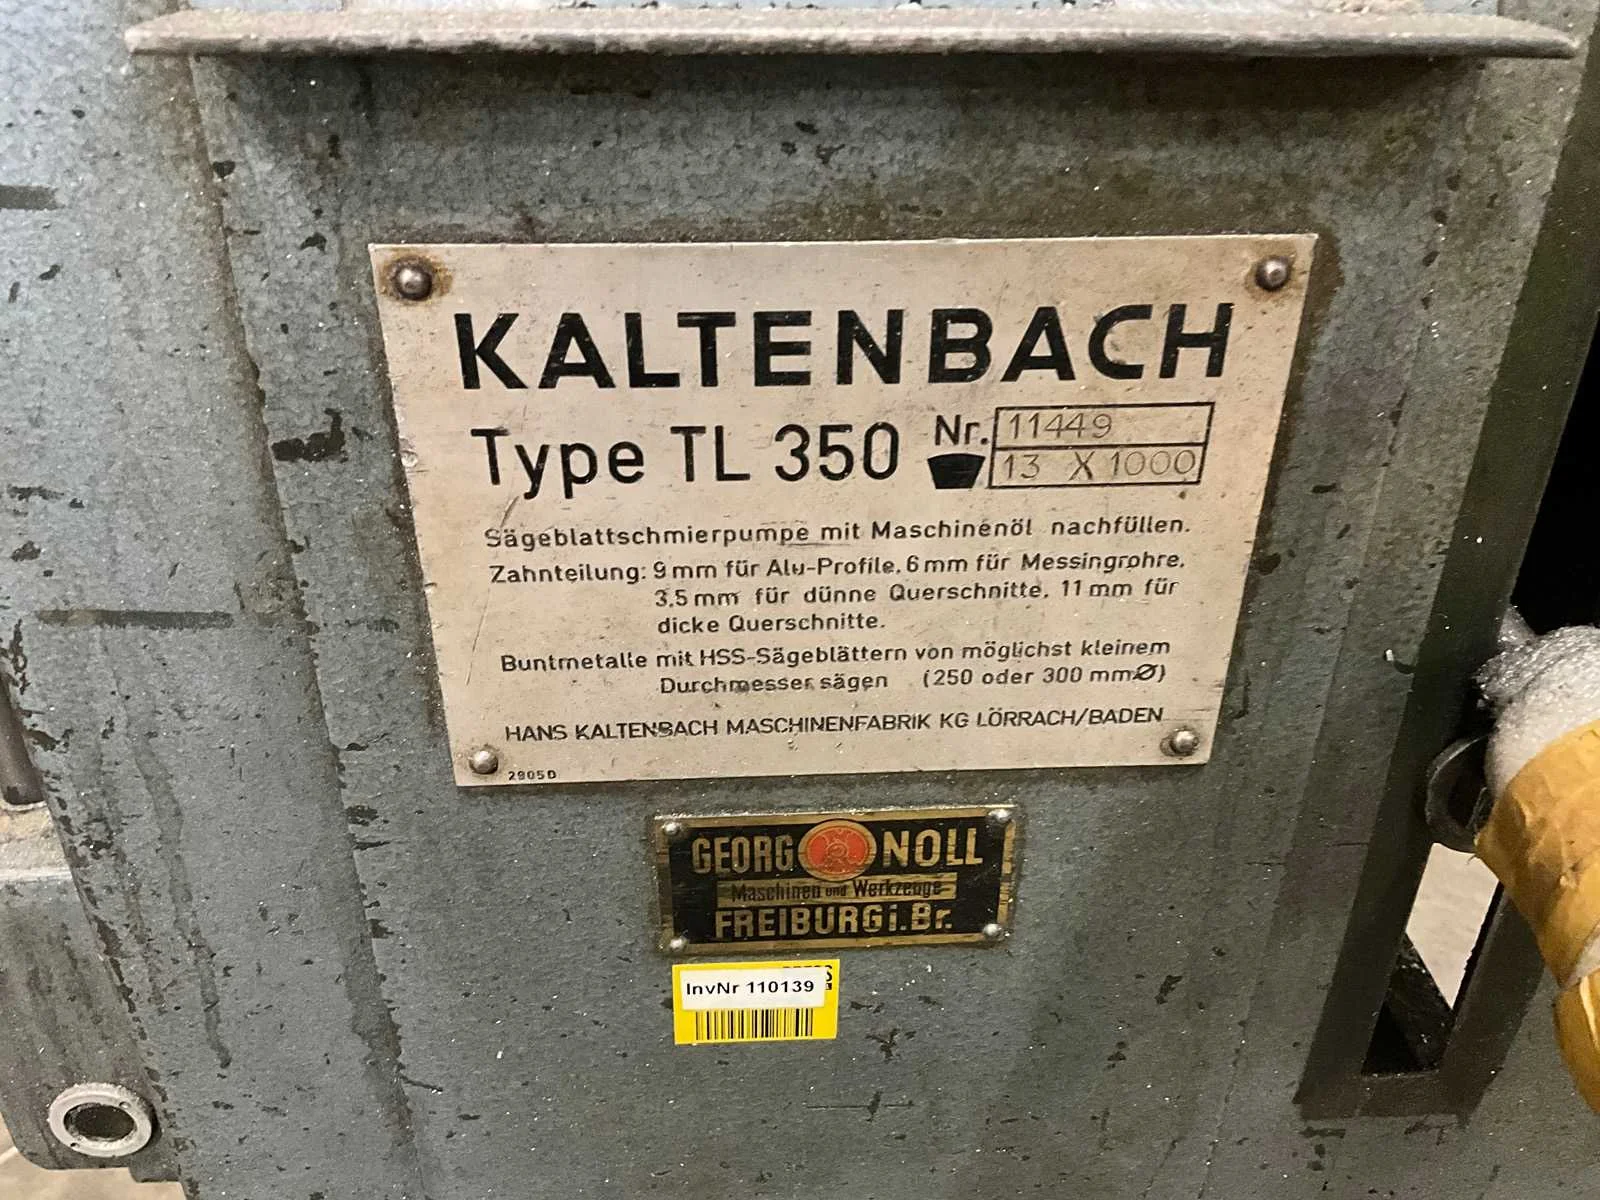 KALTENBACH
Type TL 350 Nr. 11449
13 X 1000
Sägeblattschmierpumpe mit Maschinenöl nachfüllen.
Zahnteilung: 9 mm für Alu-Profile, 6 mm für Messingrohre,
3,5 mm für dünne Querschnitte, 11 mm für
dicke Querschnitte.
Buntmetalle mit HSS-Sägeblättern von möglichst kleinem
Durchmesser sägen (250 oder 300 mm Ø)
HANS KALTENBACH MASCHINENFABRIK KG LÖRRACH/BADEN
2805D
GEORG NOLL
Maschinen und Werkzeuge
FREIBURG i.Br.
InvNr 110139